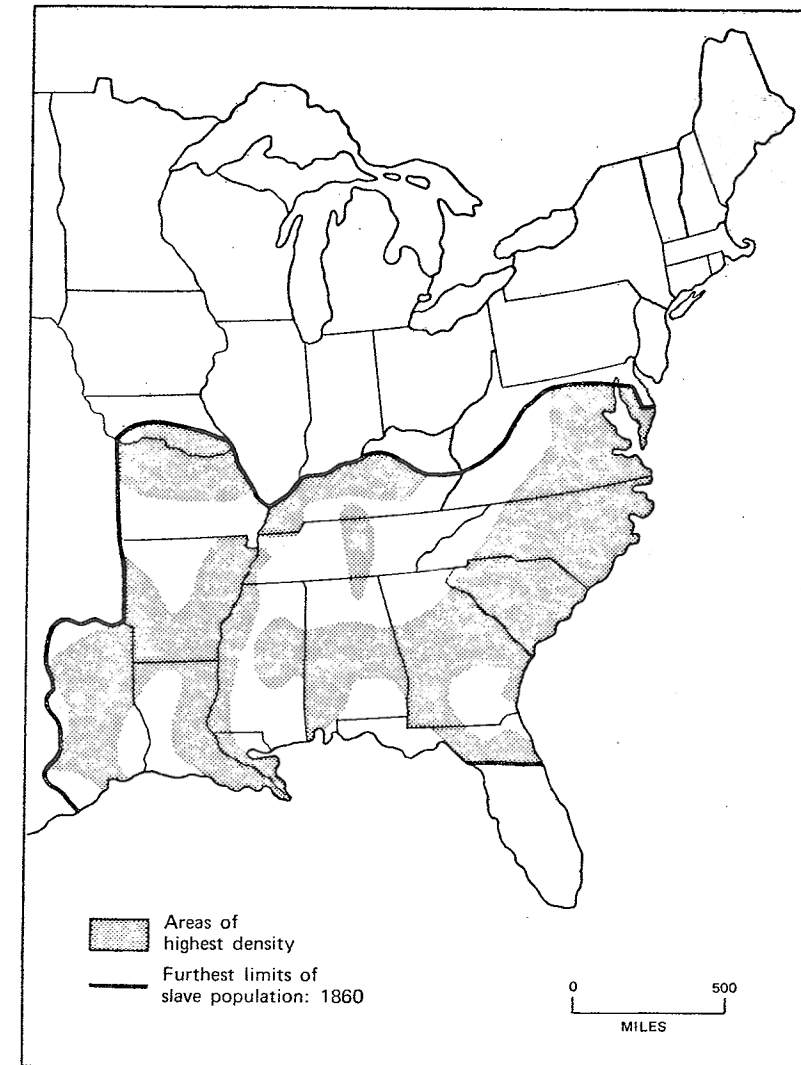 Areas of
highest density
Furthest limits of
slave population: 1860
0 500
MILES